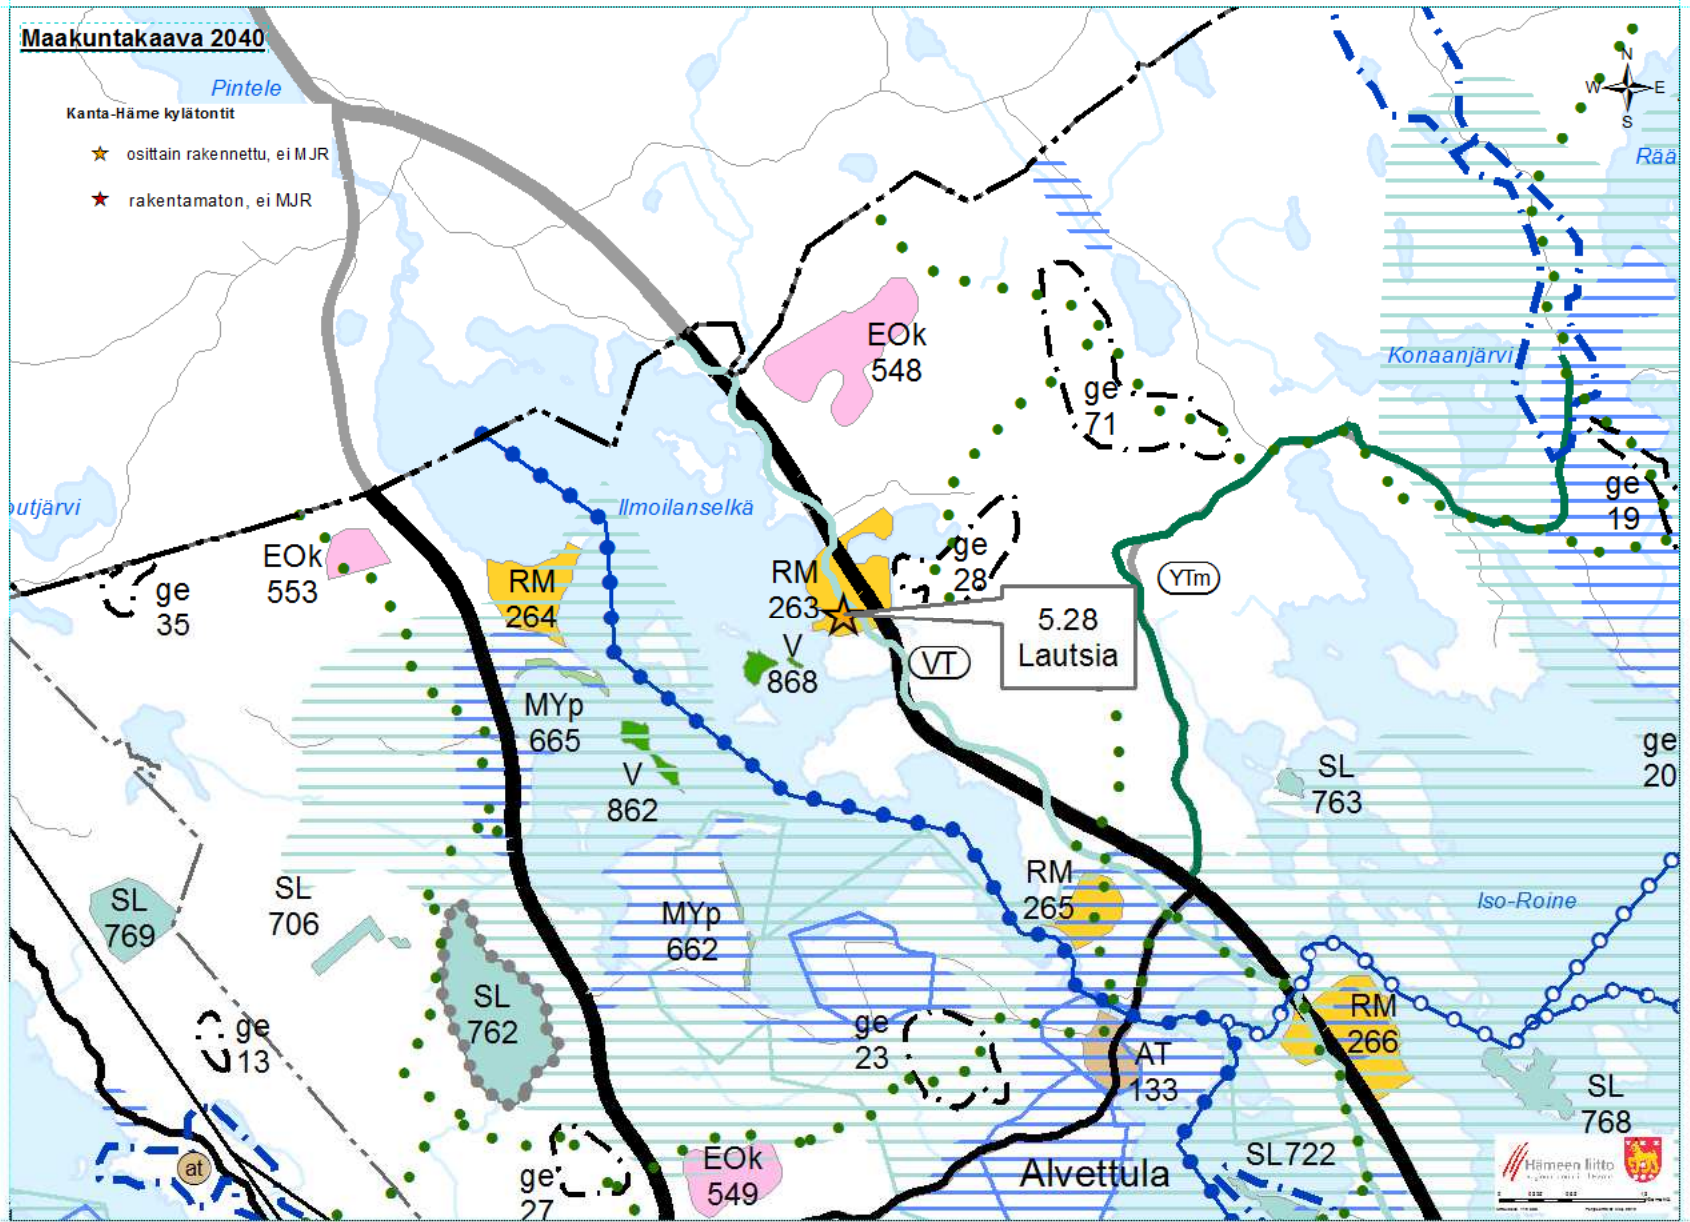 Maakuntakaava 2040
Pintele
Kanta-Häme kylätontit
osittain rakennettu, ei MJR
rakentamaton, ei MJR
N
W
E
S
Rää
Konaanjärvi
EOk
548
ge
71
outjärvi
Ilmoilanselkä
ge
19
EOk
553
ge
35
RM
264
RM
263
ge
28
YTm
5.28
Lautsia
V
868
VT
MYp
665
V
862
ge
20
SL
763
SL
769
SL
706
MYp
662
RM
265
Iso-Roine
SL
762
ge
13
ge
23
AT
133
RM
266
SL
768
at
ge
27
EOk
549
Alvettula
SL722
Hämeen liitto